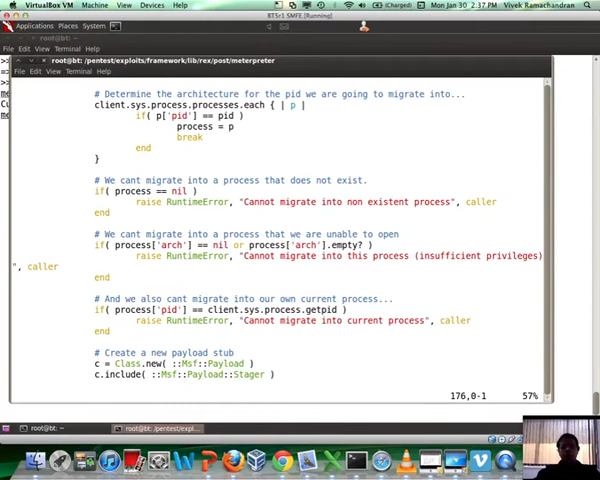 VirtualBox VM Machine View Devices Help
(Charged) Mon Jan 30 2:37 PM Vivek Ramachandran
BT5r1 SMFE [Running]
Applications Places System
root@bt: ~
File Edit View Terminal Help
root@bt: /pentest/exploits/framework/lib/rex/post/meterpreter
File Edit View Terminal Help
# Determine the architecture for the pid we are going to migrate into...
client.sys.process.processes.each { | p |
if( p['pid'] == pid )
process = p
break
end
}
# We cant migrate into a process that does not exist.
if( process == nil )
raise RuntimeError, "Cannot migrate into non existent process", caller
end
# We cant migrate into a process that we are unable to open
if( process['arch'] == nil or process['arch'].empty? )
raise RuntimeError, "Cannot migrate into this process (insufficient privileges)
", caller
end
# And we also cant migrate into our own current process...
if( process['pid'] == client.sys.process.getpid )
raise RuntimeError, "Cannot migrate into current process", caller
end
# Create a new payload stub
c = Class.new( ::Msf::Payload )
c.include( ::Msf::Payload::Stager )
176,0-1 57%
root@bt: ~
root@bt: /pentest/expl...